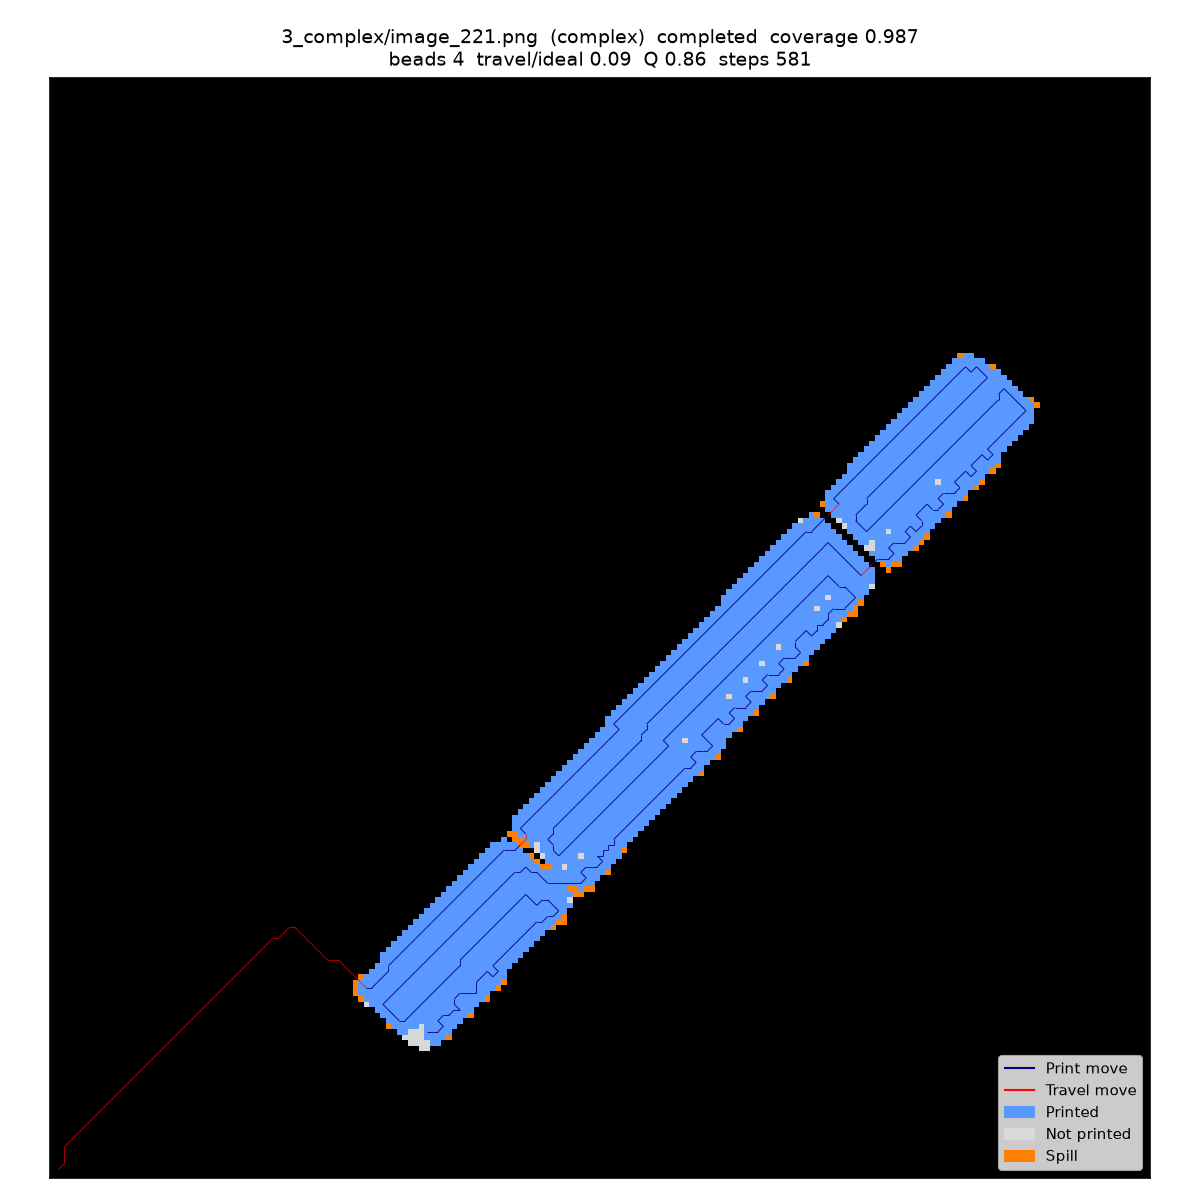 3_complex/image_221.png  (complex)  completed  coverage 0.987
beads 4  travel/ideal 0.09  Q 0.86  steps 581
Print move
Travel move
Printed
Not printed
Spill